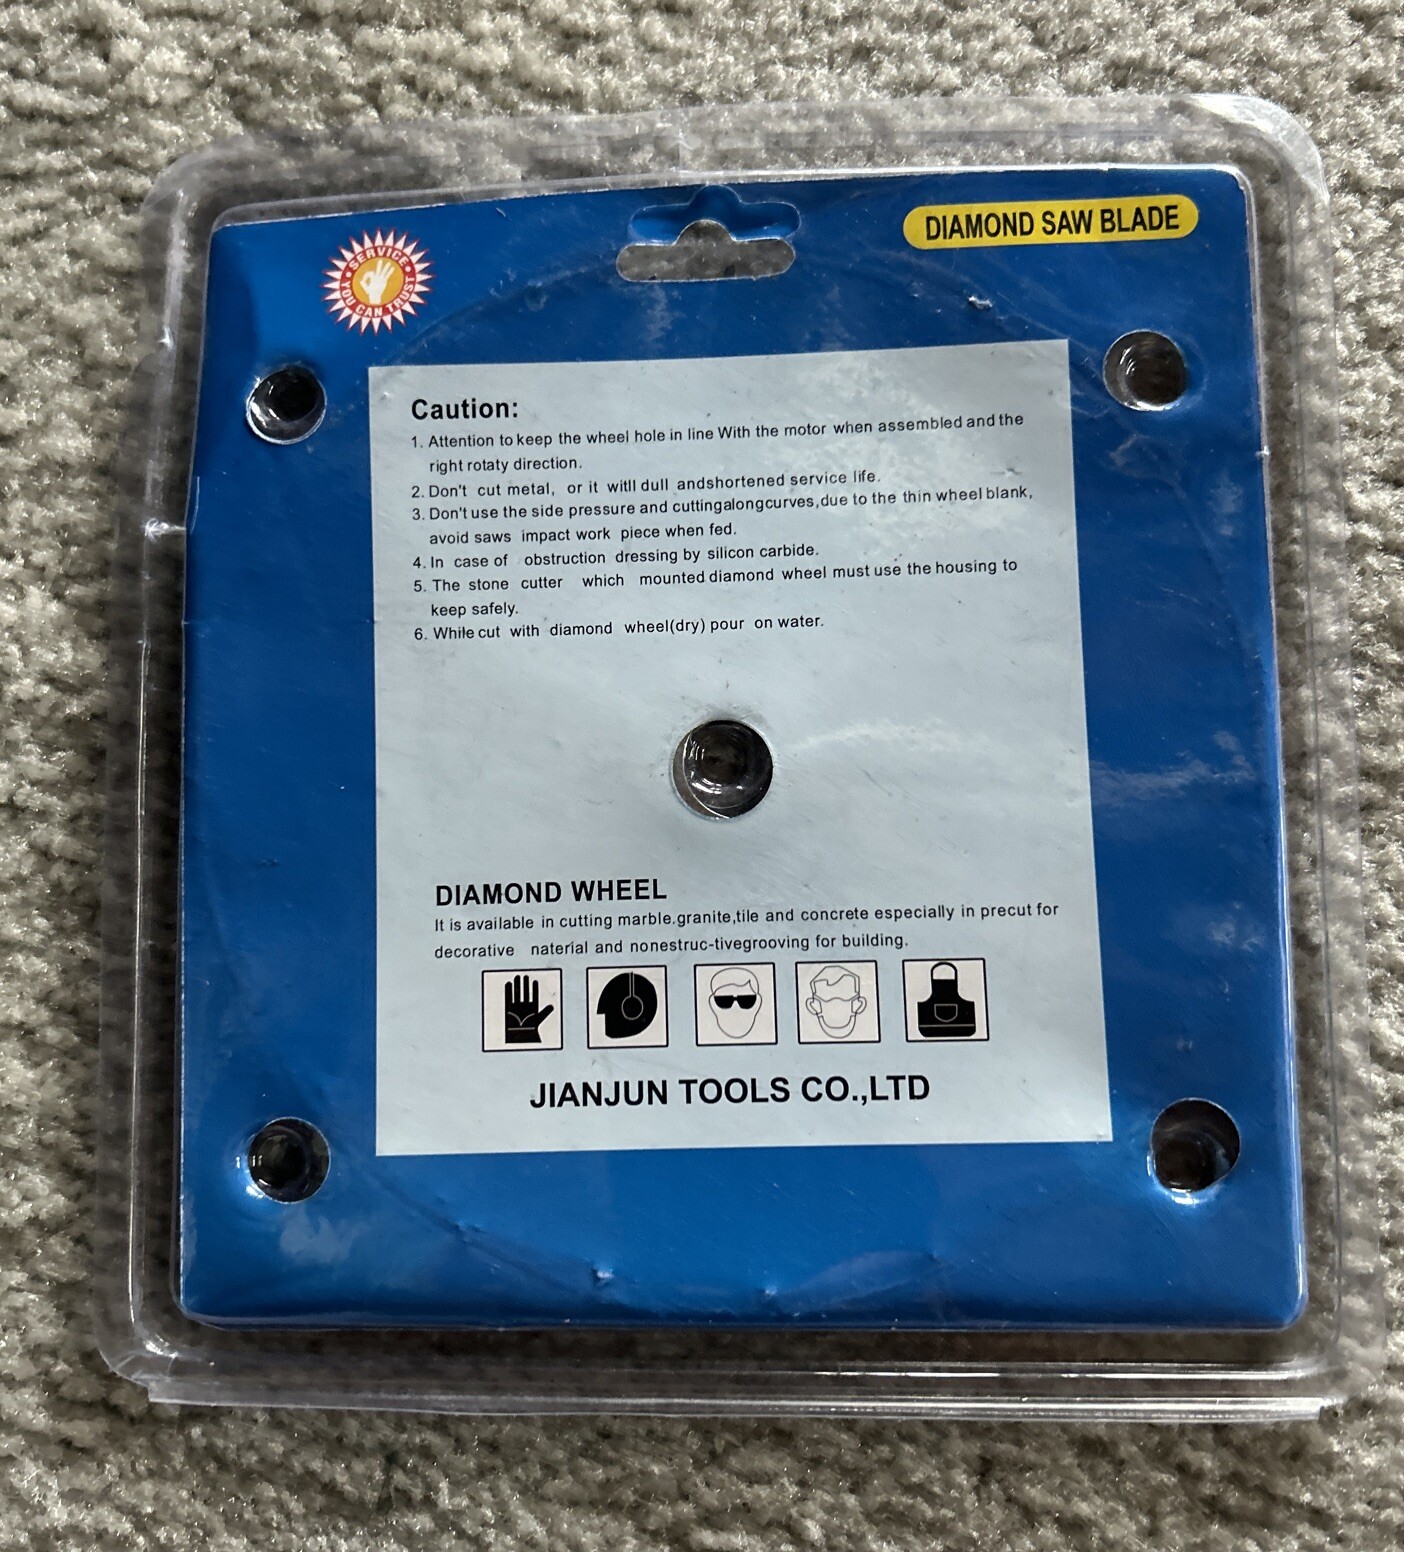 SERVICE
YOU CAN TRUST
DIAMOND SAW BLADE
Caution:
1. Attention to keep the wheel hole in line With the motor when assembled and the
right rotaty direction.
2. Don't cut metal, or it witll dull andshortened service life.
3. Don't use the side pressure and cuttingalongcurves,due to the thin wheel blank,
avoid saws impact work piece when fed.
4. In case of obstruction dressing by silicon carbide.
5. The stone cutter which mounted diamond wheel must use the housing to
keep safely.
6. While cut with diamond wheel(dry) pour on water.
DIAMOND WHEEL
It is available in cutting marble.granite,tile and concrete especially in precut for
decorative naterial and nonestruc-tivegrooving for building.
JIANJUN TOOLS CO.,LTD